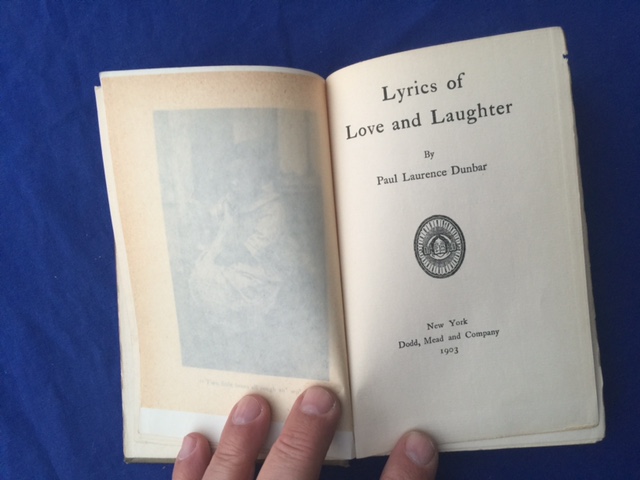 Lyrics of
Love and Laughter
By
Paul Laurence Dunbar
New York
Dodd, Mead and Company
1903